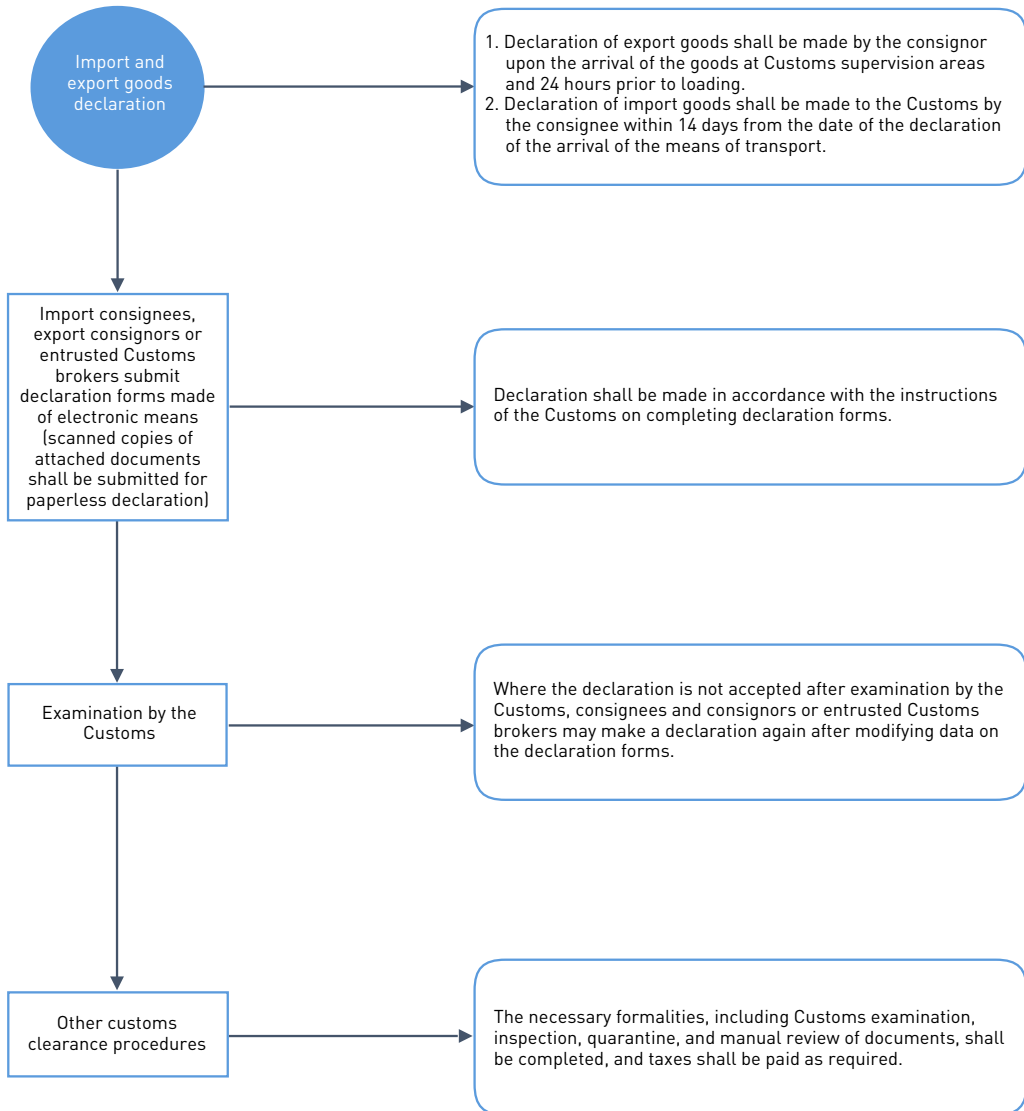 Import and
export goods
declaration
1. Declaration of export goods shall be made by the consignor
upon the arrival of the goods at Customs supervision areas
and 24 hours prior to loading.
2. Declaration of import goods shall be made to the Customs by
the consignee within 14 days from the date of the declaration
of the arrival of the means of transport.
Import consignees,
export consignors or
entrusted Customs
brokers submit
declaration forms made
of electronic means
(scanned copies of
attached documents
shall be submitted for
paperless declaration)
Declaration shall be made in accordance with the instructions
of the Customs on completing declaration forms.
Examination by the
Customs
Where the declaration is not accepted after examination by the
Customs, consignees and consignors or entrusted Customs
brokers may make a declaration again after modifying data on
the declaration forms.
Other customs
clearance procedures
The necessary formalities, including Customs examination,
inspection, quarantine, and manual review of documents, shall
be completed, and taxes shall be paid as required.